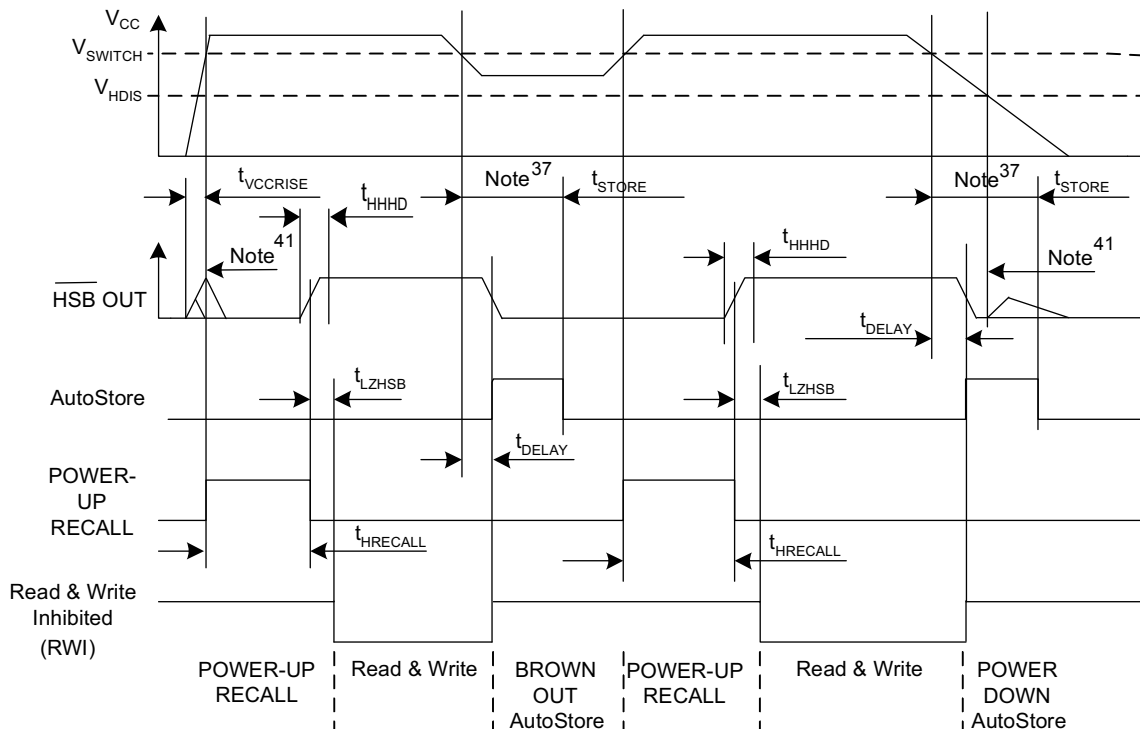 VCC
VSWITCH
VHDIS
tVCCRISE
Note37
tSTORE
Note37
tSTORE
tHHHD
Note41
tHHHD
Note41
HSB OUT
tDELAY
tLZHSB
tLZHSB
AutoStore
tDELAY
POWER-
UP
RECALL
tHRECALL
tHRECALL
Read & Write
Inhibited
(RWI)
POWER-UP
RECALL
Read & Write
BROWN
OUT
AutoStore
POWER-UP
RECALL
Read & Write
POWER
DOWN
AutoStore